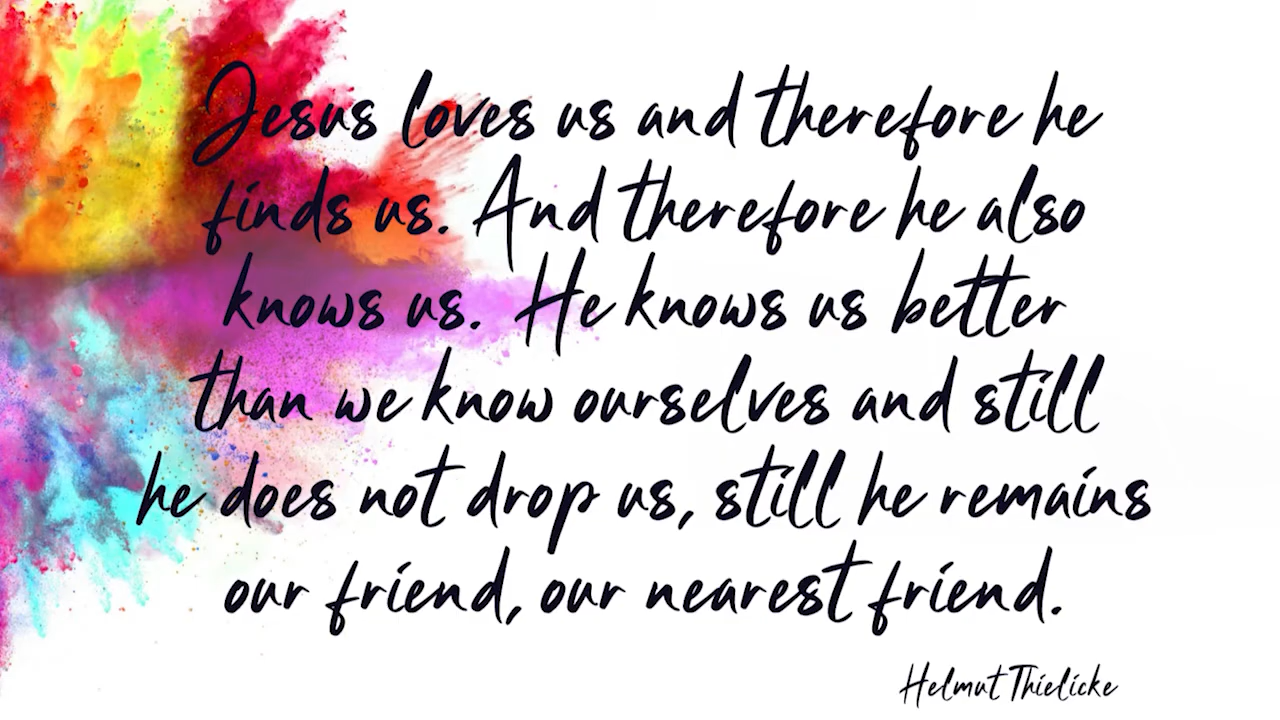 Jesus loves us and therefore he
finds us. And therefore he also
knows us. He knows us better
than we know ourselves and still
he does not drop us, still he remains
our friend, our nearest friend.
Helmut Thielicke